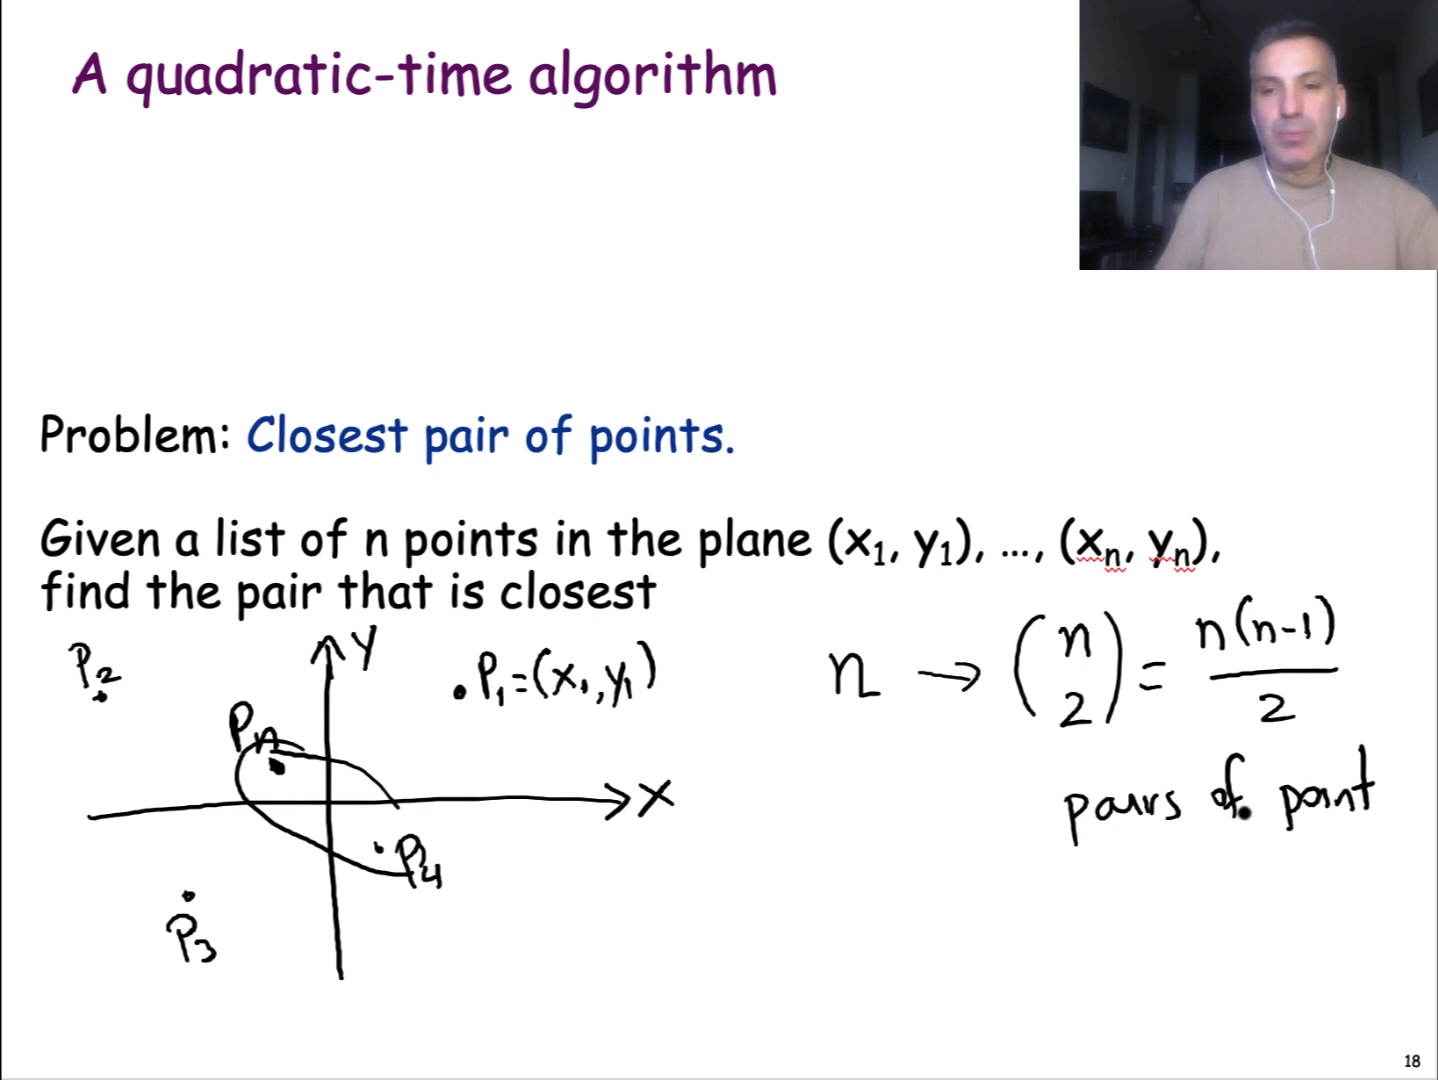 A quadratic-time algorithm
Problem: Closest pair of points.
Given a list of n points in the plane (x₁, y₁), ..., (xₙ, yₙ),
find the pair that is closest
P₂
Y
P₁=(x₁,y₁)
n → (n 2) = n(n-1)/2
Pₙ
X
pairs of point
P₄
P₃
18